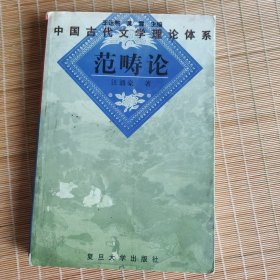 中国古代文学理论体系
范畴论
汪涌豪 著
复旦大学出版社